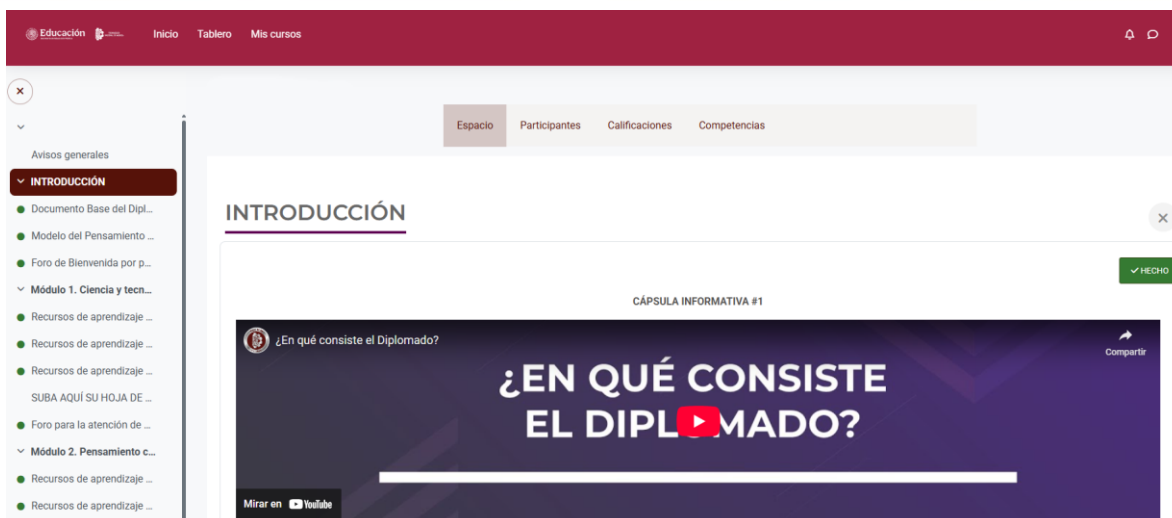 Educación
Inicio Tablero Mis cursos
Espacio Participantes Calificaciones Competencias
Avisos generales
INTRODUCCIÓN
Documento Base del Dipl...
Modelo del Pensamiento ...
Foro de Bienvenida por p...
Módulo 1. Ciencia y tecn...
Recursos de aprendizaje ...
Recursos de aprendizaje ...
Recursos de aprendizaje ...
SUBA AQUÍ SU HOJA DE ...
Foro para la atención de ...
Módulo 2. Pensamiento c...
Recursos de aprendizaje ...
Recursos de aprendizaje ...
INTRODUCCIÓN
HECHO
CÁPSULA INFORMATIVA #1
¿En qué consiste el Diplomado?
Compartir
¿EN QUÉ CONSISTE
EL DIPLOMADO?
Mirar en YouTube